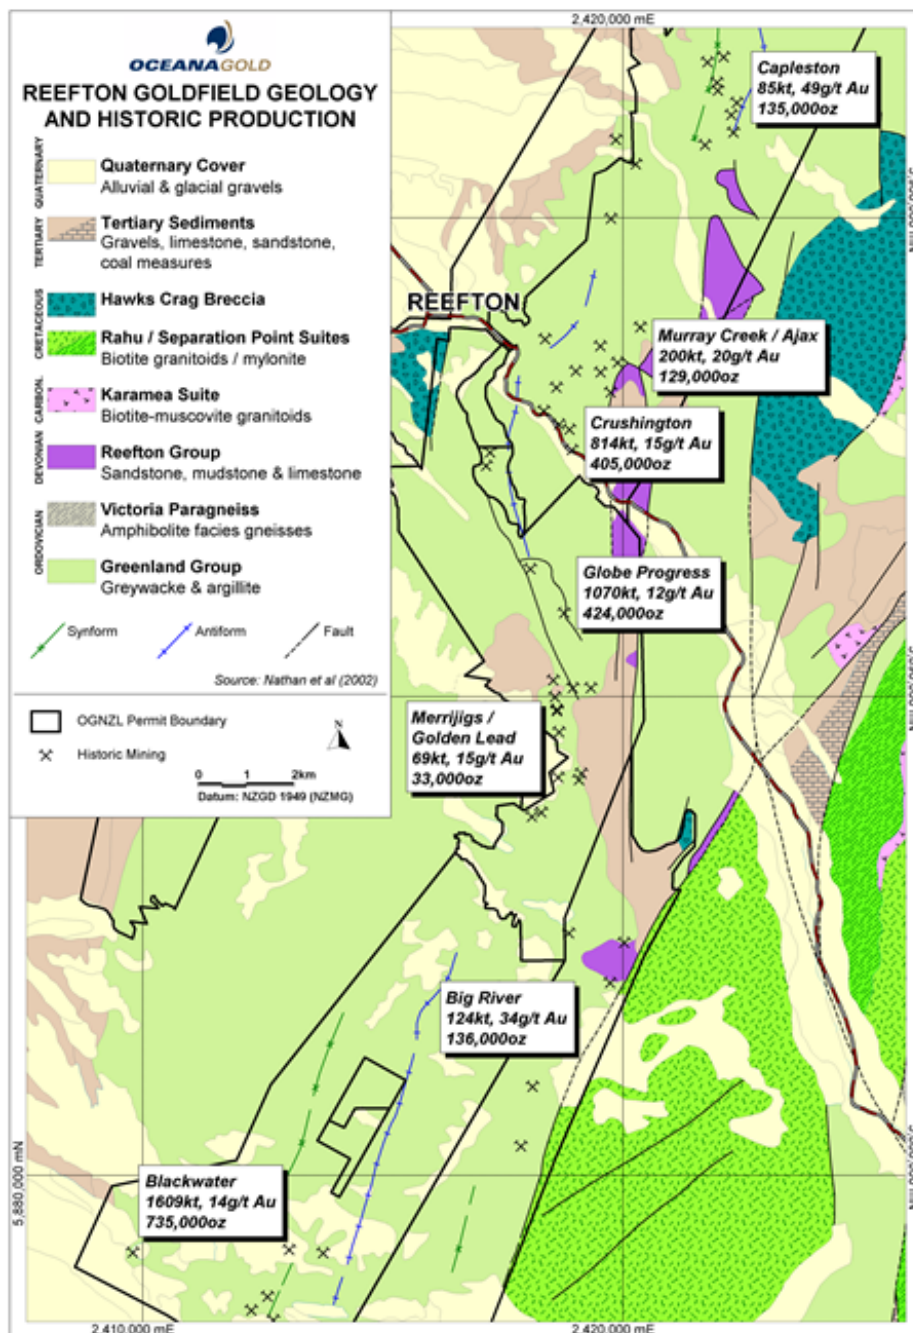 OCEANAGOLD
REEFTON GOLDFIELD GEOLOGY
AND HISTORIC PRODUCTION
QUATERNARY
Quaternary Cover
Alluvial & glacial gravels
TERTIARY
Tertiary Sediments
Gravels, limestone, sandstone,
coal measures
CRETACEOUS
Hawks Crag Breccia
Rahu / Separation Point Suites
Biotite granitoids / mylonite
CARBON.
Karamea Suite
Biotite-muscovite granitoids
DEVONIAN
Reefton Group
Sandstone, mudstone & limestone
ORDOVICIAN
Victoria Paragneiss
Amphibolite facies gneisses
Greenland Group
Greywacke & argillite
Synform
Antiform
Fault
Source: Nathan et al (2002)
OGNZL Permit Boundary
Historic Mining
N
0 1 2km
Datum: NZGD 1949 (NZMG)
2,420,000 mE
Capleston
85kt, 49g/t Au
135,000oz
REEFTON
Murray Creek / Ajax
200kt, 20g/t Au
129,000oz
Crushington
814kt, 15g/t Au
405,000oz
Globe Progress
1070kt, 12g/t Au
424,000oz
Merrijigs /
Golden Lead
69kt, 15g/t Au
33,000oz
Big River
124kt, 34g/t Au
136,000oz
Blackwater
1609kt, 14g/t Au
735,000oz
5,880,000 mN
2,410,000 mE
2,420,000 mE